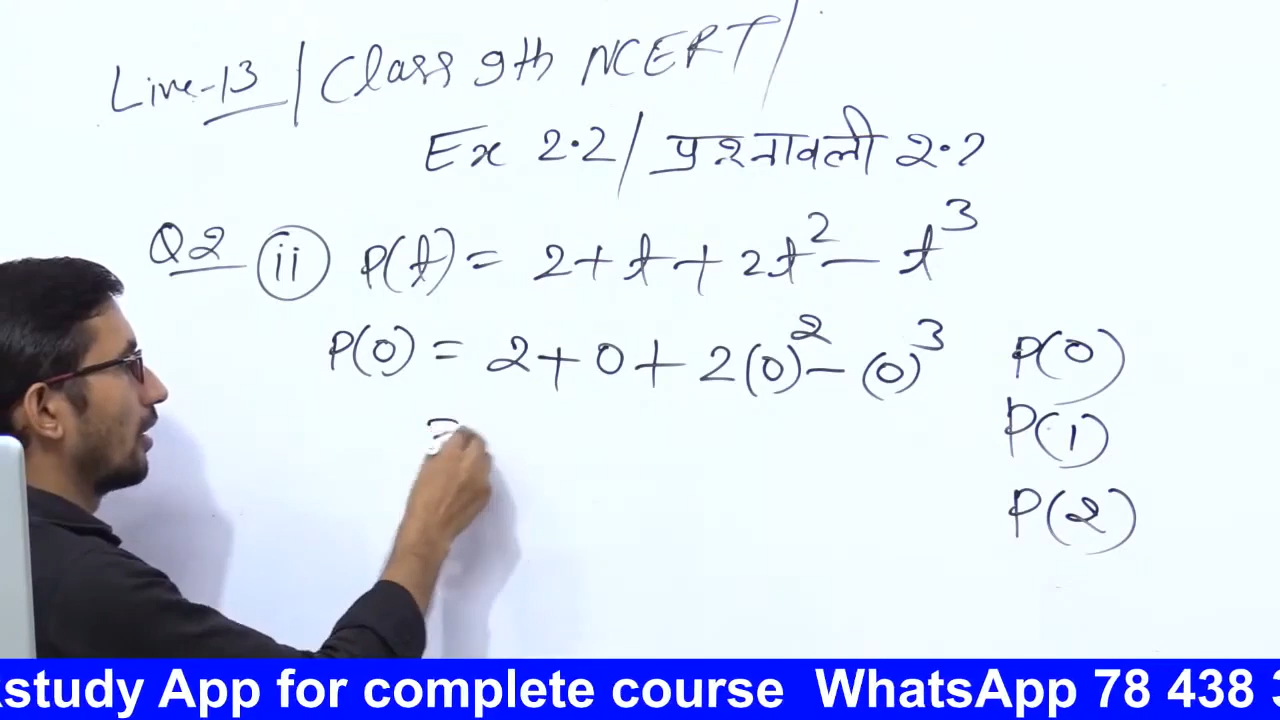 Live-13 / Class 9th NCERT /
Ex 2.2 / प्रश्नावली 2.2
Q2 (ii) P(t) = 2 + t + 2t² - t³
P(0) = 2 + 0 + 2(0)² - (0)³
=
P(0)
P(1)
P(2)
study App for complete course WhatsApp 78 438 3